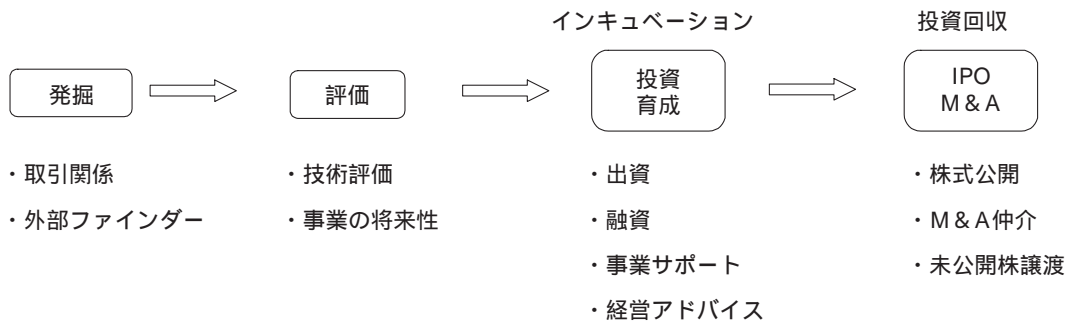 インキュベーション
投資回収
発掘
評価
投資
育成
IPO
M & A
・取引関係
・外部ファインダー
・技術評価
・事業の将来性
・出資
・融資
・事業サポート
・経営アドバイス
・株式公開
・M & A仲介
・未公開株譲渡